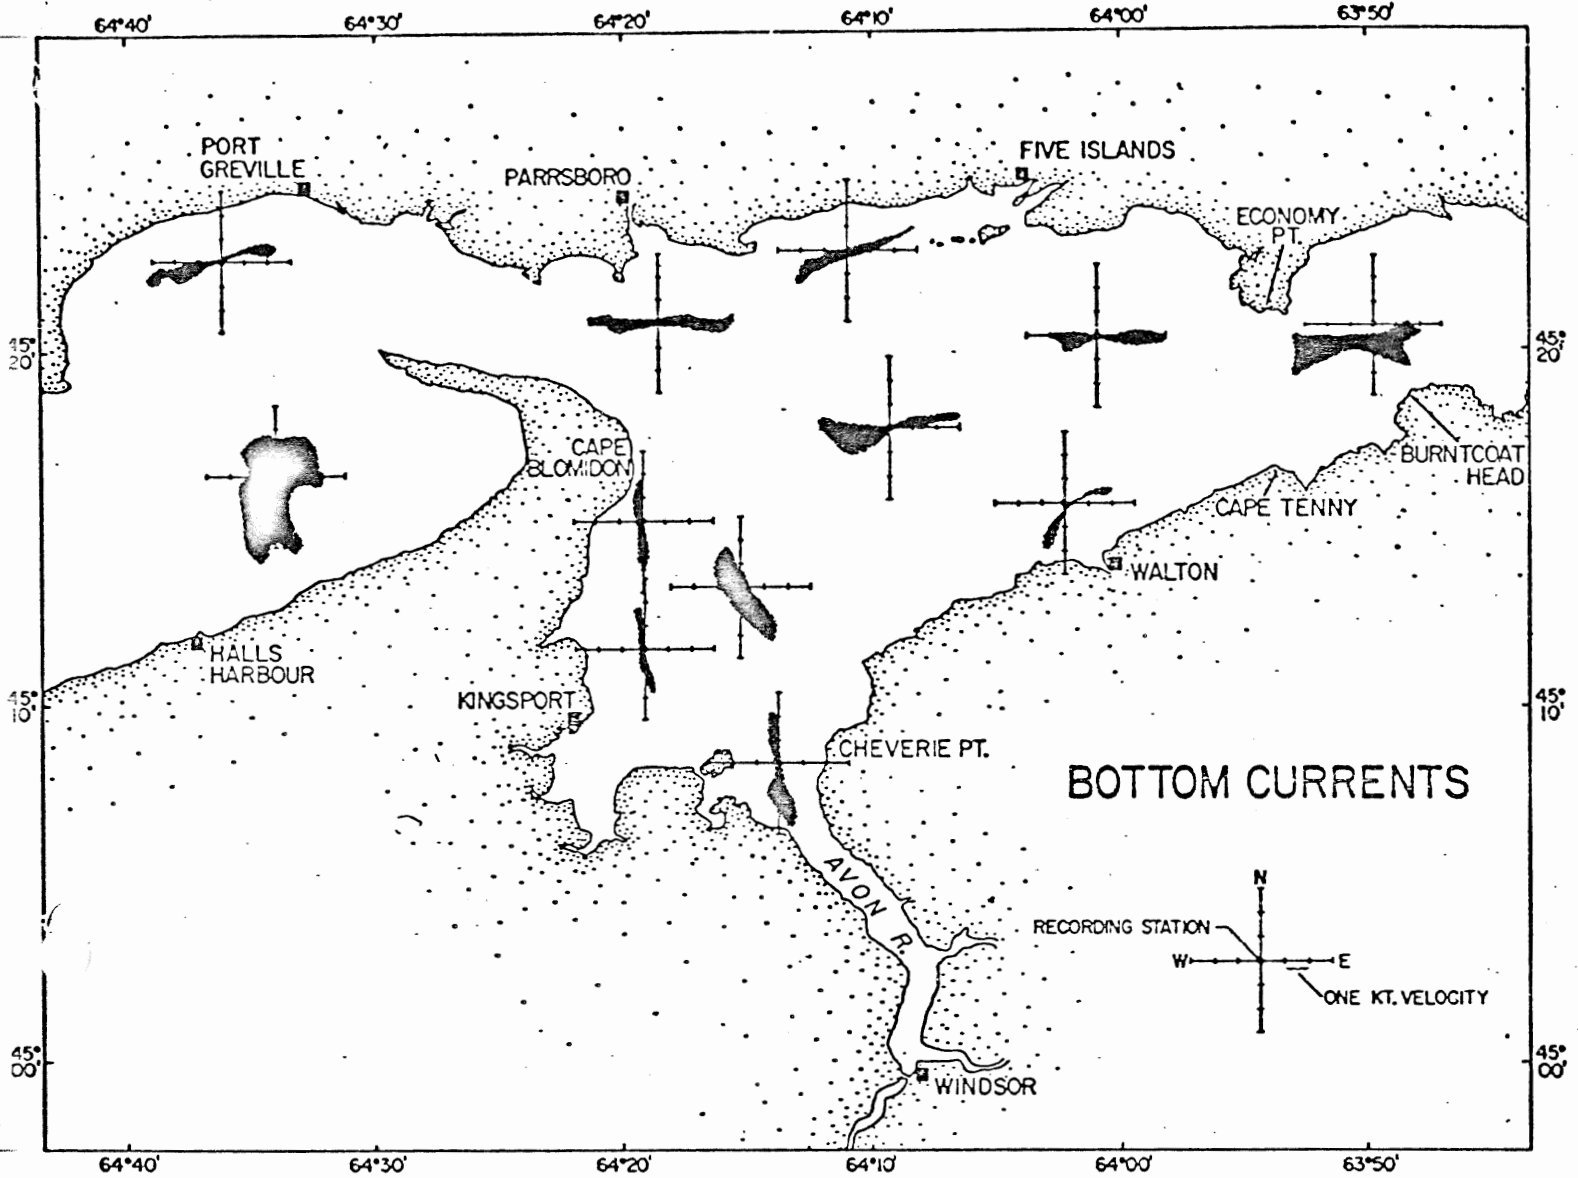 64°40' 64°30' 64°20' 64°10' 64°00' 63°50'
PORT
GREVILLE
PARRSBORO
FIVE ISLANDS
ECONOMY
PT.
45°
20'
45°
20'
CAPE
BLOMIDON
BURNTCOAT
HEAD
CAPE TENNY
WALTON
HALLS
HARBOUR
KINGSPORT
45°
10'
45°
10'
CHEVERIE PT.
BOTTOM CURRENTS
AVON R.
N
RECORDING STATION
W E
ONE KT. VELOCITY
45°
00'
45°
00'
WINDSOR
64°40' 64°30' 64°20' 64°10' 64°00' 63°50'